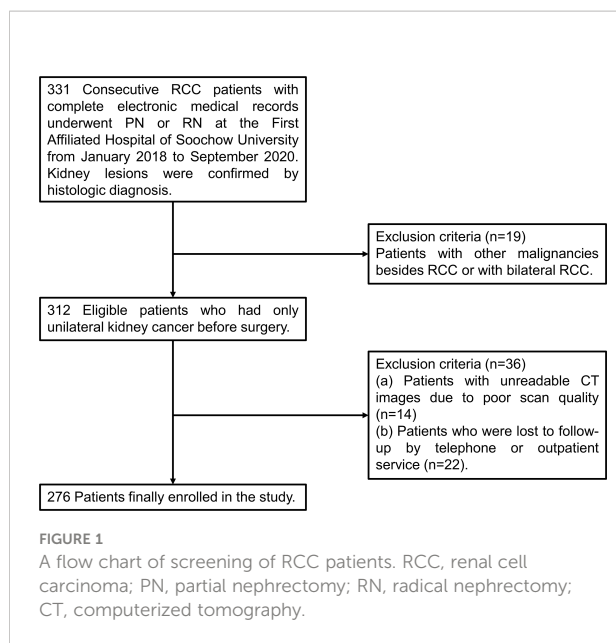 331 Consecutive RCC patients with
complete electronic medical records
underwent PN or RN at the First
Affiliated Hospital of Soochow University
from January 2018 to September 2020.
Kidney lesions were confirmed by
histologic diagnosis.
Exclusion criteria (n=19)
Patients with other malignancies
besides RCC or with bilateral RCC.
312 Eligible patients who had only
unilateral kidney cancer before surgery.
Exclusion criteria (n=36)
(a) Patients with unreadable CT
images due to poor scan quality
(n=14)
(b) Patients who were lost to follow-
up by telephone or outpatient
service (n=22).
276 Patients finally enrolled in the study.
FIGURE 1
A flow chart of screening of RCC patients. RCC, renal cell
carcinoma; PN, partial nephrectomy; RN, radical nephrectomy;
CT, computerized tomography.